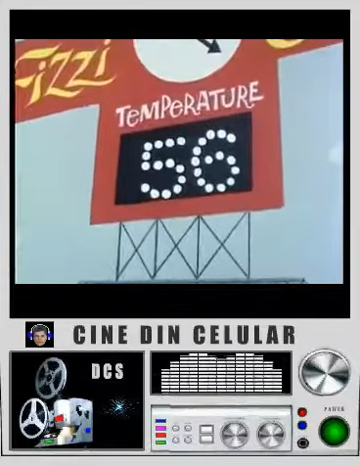 Fizzi
TeMPeRATURE
56
CINE DIN CELULAR
DCS
POWER